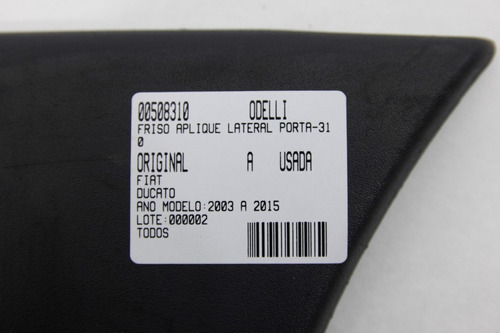 00508310 ODELLI
FRISO APLIQUE LATERAL PORTA-31
0
ORIGINAL A USADA
FIAT
DUCATO
ANO MODELO:2003 A 2015
LOTE:000002
TODOS